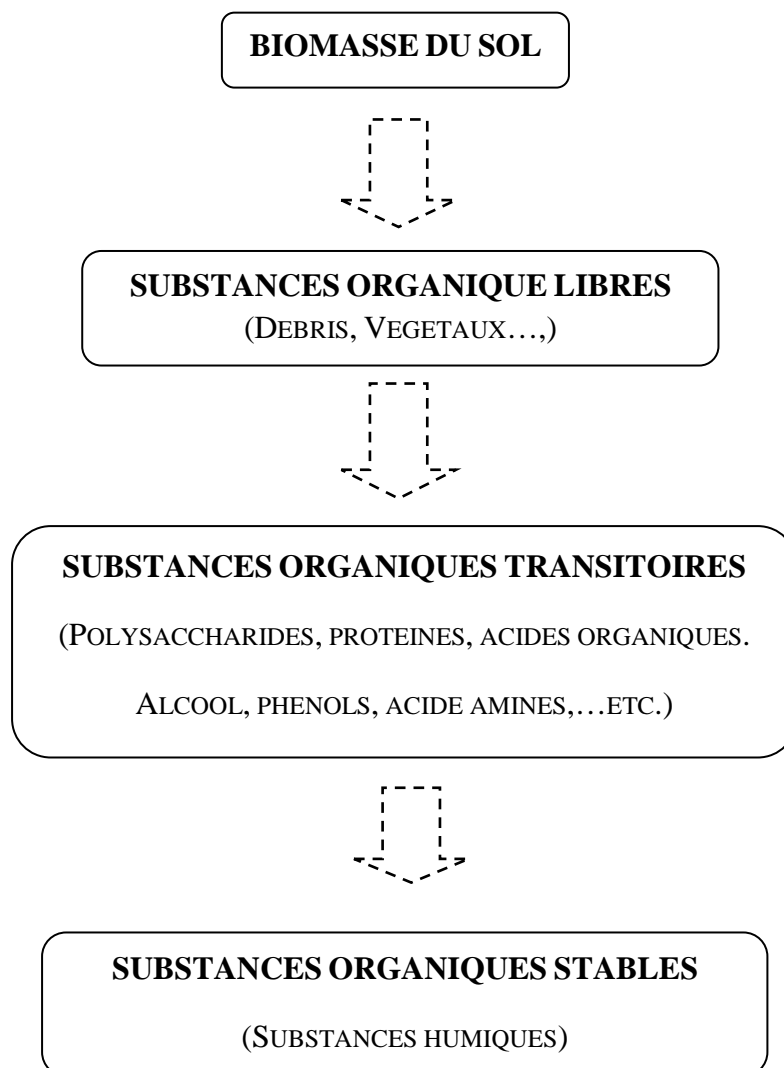 BIOMASSE DU SOL
SUBSTANCES ORGANIQUE LIBRES
(DEBRIS, VEGETAUX…,)
SUBSTANCES ORGANIQUES TRANSITOIRES
(POLYSACCHARIDES, PROTEINES, ACIDES ORGANIQUES.
ALCOOL, PHENOLS, ACIDE AMINES,…ETC.)
SUBSTANCES ORGANIQUES STABLES
(SUBSTANCES HUMIQUES)